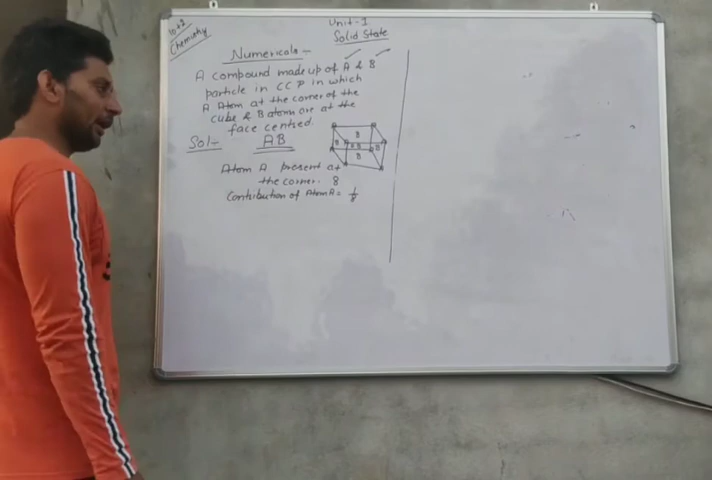 10+2
Chemistry
Unit-1
Solid State
Numericals -
A compound made up of A & B
particle in CCP in which
A Atom at the corner of the
cube & B atom are at the
face centred.
Sol-
AB
Atom A present at
the corner. 8
Contribution of Atom A = 1/8
B
B
B
B